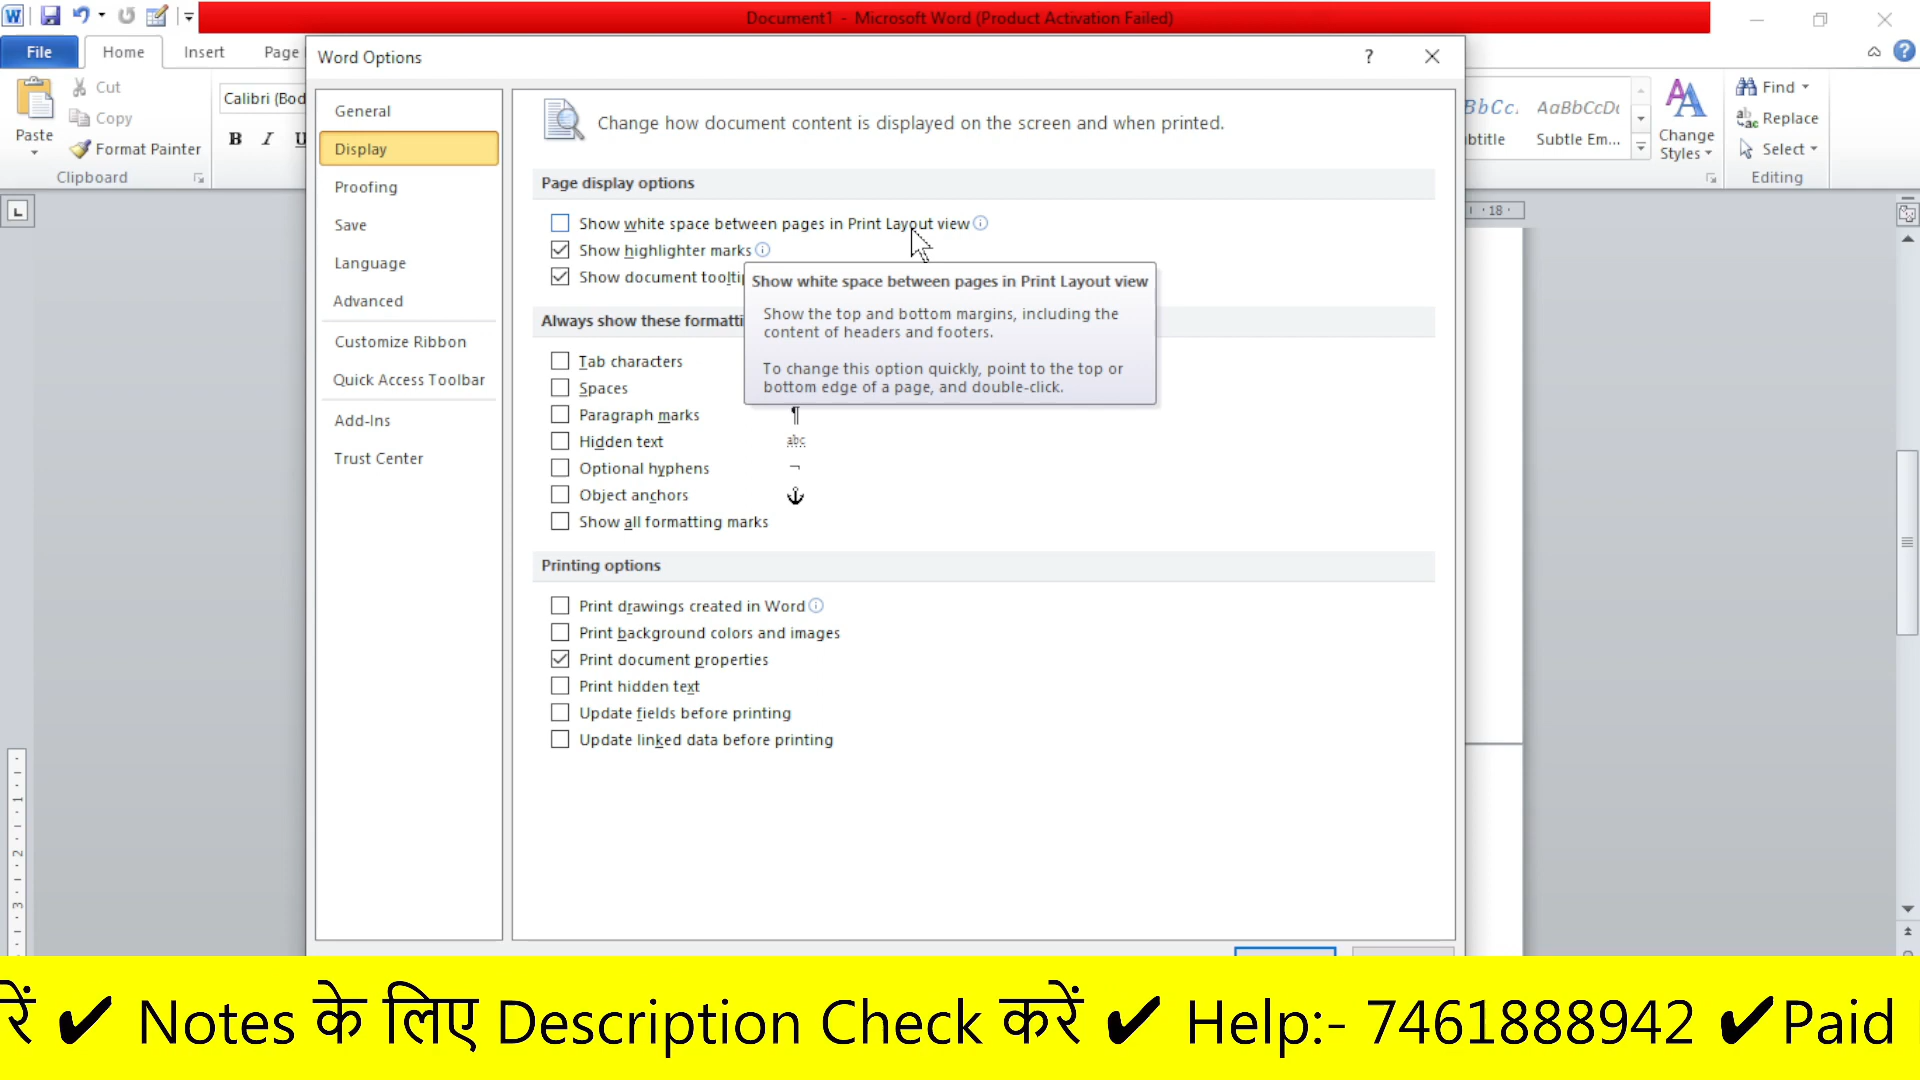 Document1 - Microsoft Word (Product Activation Failed)
File Home Insert Page
Word Options
Cut
Copy
Paste
Format Painter
Clipboard
Calibri (Bod
B I U
General
Display
Proofing
Save
Language
Advanced
Customize Ribbon
Quick Access Toolbar
Add-Ins
Trust Center
Change how document content is displayed on the screen and when printed.
Page display options
Show white space between pages in Print Layout view
Show highlighter marks
Show document toolti
Show white space between pages in Print Layout view
Show the top and bottom margins, including the
content of headers and footers.
To change this option quickly, point to the top or
bottom edge of a page, and double-click.
Always show these formatti
Tab characters
Spaces
Paragraph marks ¶
Hidden text abc
Optional hyphens ¬
Object anchors
Show all formatting marks
Printing options
Print drawings created in Word
Print background colors and images
Print document properties
Print hidden text
Update fields before printing
Update linked data before printing
BbCc. AaBbCcDc
btitle Subtle Em...
Change
Styles
Find
Replace
Select
Editing
18
1
2
3
रें ✔ Notes के लिए Description Check करें ✔ Help:- 7461888942 ✔Paid